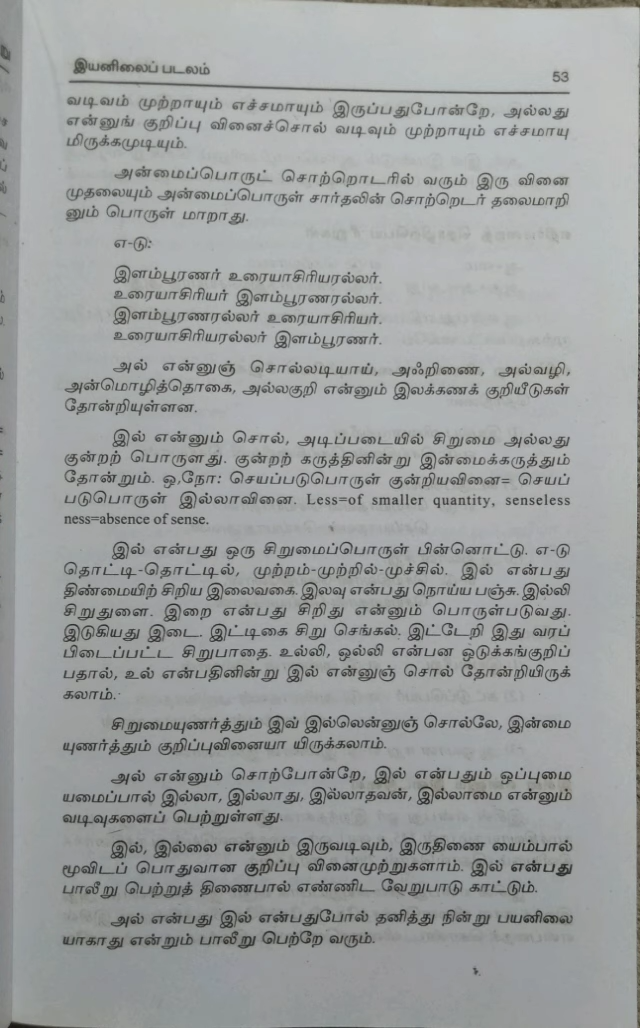 இயனிலைப் படலம்
53
வடிவம் முற்றாயும் எச்சமாயும் இருப்பதுபோன்றே, அல்லது
என்னுங் குறிப்பு வினைச்சொல் வடிவும் முற்றாயும் எச்சமாயு
மிருக்கமுடியும்.
அன்மைப்பொருட் சொற்றொடரில் வரும் இரு வினை
முதலையும் அன்மைப்பொருள் சார்தலின் சொற்றெடர் தலைமாறி
னும் பொருள் மாறாது.
எ-டு:
இளம்பூரணர் உரையாசிரியரல்லர்.
உரையாசிரியர் இளம்பூரணரல்லர்.
இளம்பூரணரல்லர் உரையாசிரியர்.
உரையாசிரியரல்லர் இளம்பூரணர்.
அல் என்னுஞ் சொல்லடியாய், அஃறிணை, அல்வழி,
அன்மொழித்தொகை, அல்லகுறி என்னும் இலக்கணக் குறியீடுகள்
தோன்றியுள்ளன.
இல் என்னும் சொல், அடிப்படையில் சிறுமை அல்லது
குன்றற் பொருளது. குன்றற் கருத்தினின்று இன்மைக்கருத்தும்
தோன்றும். ஒ,நோ: செயப்படுபொருள் குன்றியவினை= செயப்
படுபொருள் இல்லாவினை. Less=of smaller quantity, senseless
ness=absence of sense.
இல் என்பது ஒரு சிறுமைப்பொருள் பின்னொட்டு. எ-டு
தொட்டி-தொட்டில், முற்றம்-முற்றில்-முச்சில். இல் என்பது
திண்மையிற் சிறிய இலைவகை. இலவு என்பது நொய்ய பஞ்சு. இல்லி
சிறுதுளை. இறை என்பது சிறிது என்னும் பொருள்படுவது.
இடுகியது இடை. இட்டிகை சிறு செங்கல். இட்டேறி இது வரப்
பிடைப்பட்ட சிறுபாதை. உல்லி, ஒல்லி என்பன ஒடுக்கங்குறிப்
பதால், உல் என்பதினின்று இல் என்னுஞ் சொல் தோன்றியிருக்
கலாம்.
சிறுமையுணர்த்தும் இவ் இல்லென்னுஞ் சொல்லே, இன்மை
யுணர்த்தும் குறிப்புவினையா யிருக்கலாம்.
அல் என்னும் சொற்போன்றே, இல் என்பதும் ஒப்புமை
யமைப்பால் இல்லா, இல்லாது, இல்லாதவன், இல்லாமை என்னும்
வடிவுகளைப் பெற்றுள்ளது.
இல், இல்லை என்னும் இருவடிவும், இருதிணை யைம்பால்
மூவிடப் பொதுவான குறிப்பு வினைமுற்றுகளாம். இல் என்பது
பாலீறு பெற்றுத் திணைபால் எண்ணிட வேறுபாடு காட்டும்.
அல் என்பது இல் என்பதுபோல் தனித்து நின்று பயனிலை
யாகாது என்றும் பாலீறு பெற்றே வரும்.